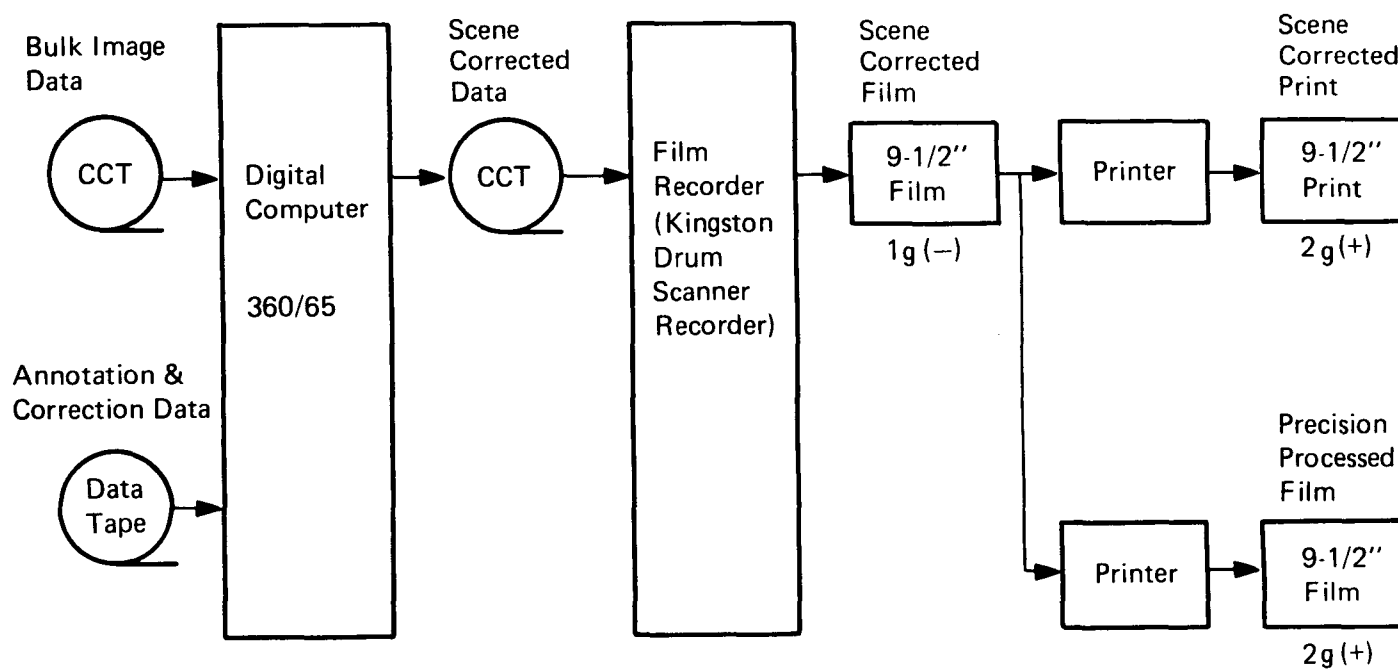 Bulk Image
Data
CCT
Digital
Computer
360/65
Annotation &
Correction Data
Data
Tape
Scene
Corrected
Data
CCT
Film
Recorder
(Kingston
Drum
Scanner
Recorder)
Scene
Corrected
Film
9-1/2''
Film
1g (−)
Printer
Scene
Corrected
Print
9-1/2''
Print
2g (+)
Printer
Precision
Processed
Film
9-1/2''
Film
2g (+)